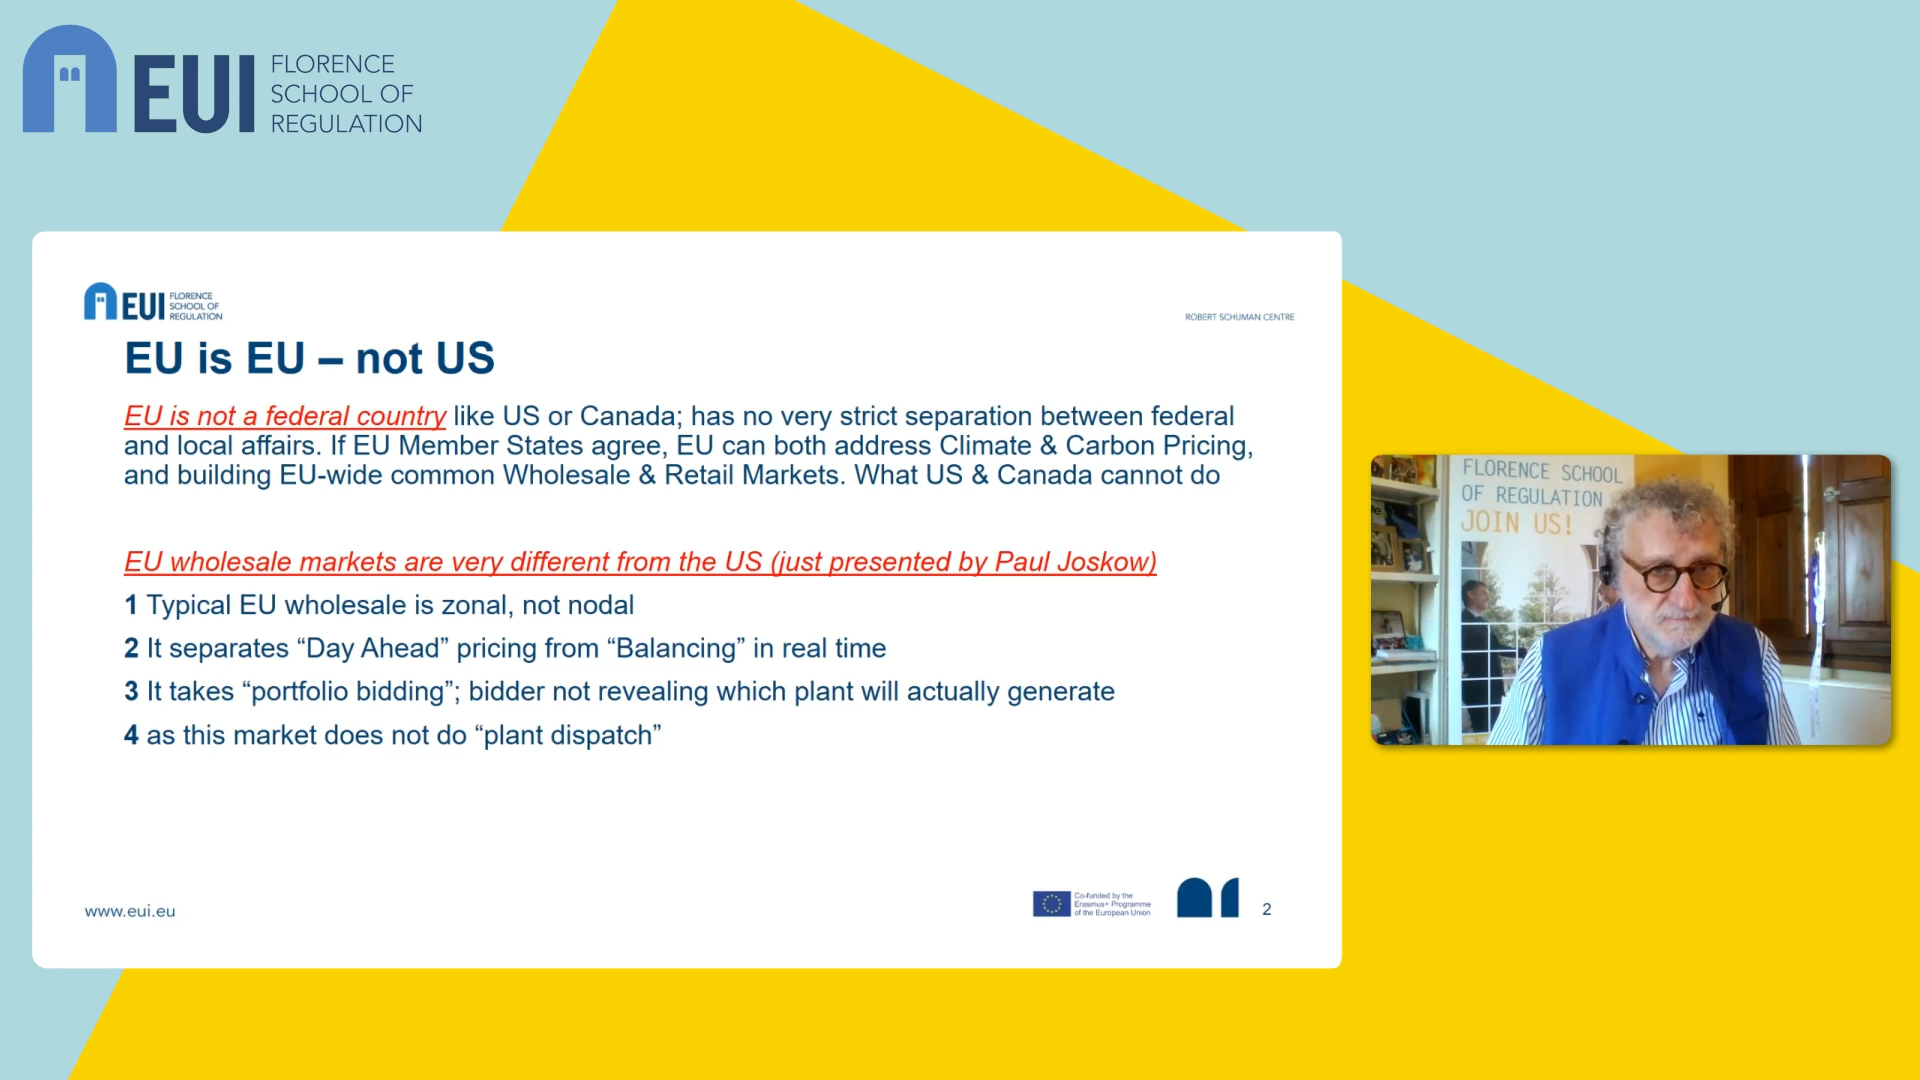 EUI
FLORENCE
SCHOOL OF
REGULATION
EUI
FLORENCE
SCHOOL OF
REGULATION
ROBERT SCHUMAN CENTRE
EU is EU – not US
EU is not a federal country like US or Canada; has no very strict separation between federal
and local affairs. If EU Member States agree, EU can both address Climate & Carbon Pricing,
and building EU-wide common Wholesale & Retail Markets. What US & Canada cannot do
EU wholesale markets are very different from the US (just presented by Paul Joskow)
1 Typical EU wholesale is zonal, not nodal
2 It separates “Day Ahead” pricing from “Balancing” in real time
3 It takes “portfolio bidding”; bidder not revealing which plant will actually generate
4 as this market does not do “plant dispatch”
www.eui.eu
Co-funded by the
Erasmus+ Programme
of the European Union
2
FLORENCE SCHOOL
OF REGULATION
JOIN US!